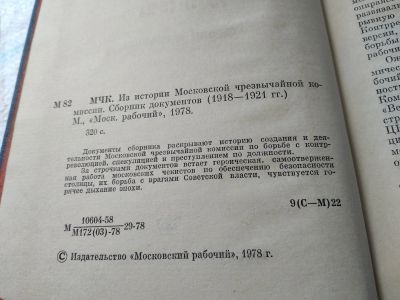 М 82 МЧК. Из истории Московской чрезвычайной ко-
миссии. Сборник документов (1918—1921 гг.)
М., «Моск. рабочий», 1978.
320 с.
Документы сборника раскрывают историю создания и дея-
тельности Московской чрезвычайной комиссии по борьбе с контр-
революцией, спекуляцией и преступлением по должности.
За строчками документов встает героическая, самоотвержен-
ная работа московских чекистов по обеспечению безопасности
столицы, их борьба с врагами Советской власти, чувствуется го-
рячее дыхание эпохи.
9(С—М)22
М 10604-58
М172(03)-78 29-78
© Издательство «Московский рабочий», 1978 г.